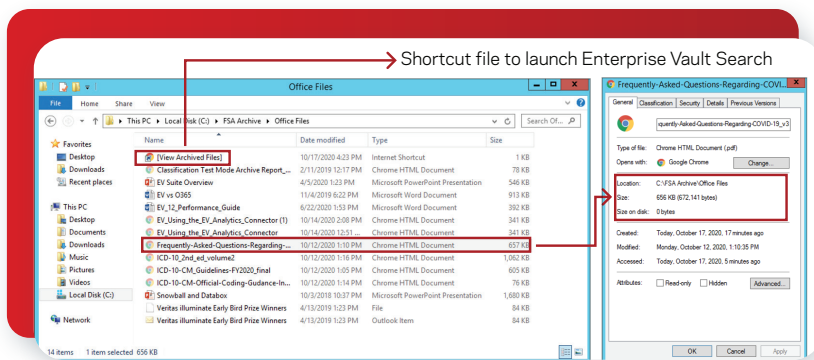 Shortcut file to launch Enterprise Vault Search
Office Files
File Home Share View
This PC ▸ Local Disk (C:) ▸ FSA Archive ▸ Office Files
Search Of...
Name Date modified Type Size
Favorites
Desktop
Downloads
Recent places
This PC
Desktop
Documents
Downloads
Music
Pictures
Videos
Local Disk (C:)
Network
[View Archived Files] 10/17/2020 4:23 PM Internet Shortcut 1 KB
Classification Test Mode Archive Report_... 2/11/2019 12:17 PM Chrome HTML Document 78 KB
EV Suite Overview 4/5/2020 1:23 PM Microsoft PowerPoint Presentation 546 KB
EV vs O365 11/4/2019 6:22 PM Microsoft Word Document 913 KB
EV_12_Performance_Guide 6/22/2020 1:53 PM Microsoft Word Document 392 KB
EV_Using_the_EV_Analytics_Connector (1) 10/14/2020 2:08 PM Chrome HTML Document 341 KB
EV_Using_the_EV_Analytics_Connector 10/14/2020 12:51 ... Chrome HTML Document 341 KB
Frequently-Asked-Questions-Regarding-... 10/12/2020 1:10 PM Chrome HTML Document 657 KB
ICD-10_2nd_ed_volume2 10/12/2020 1:16 PM Chrome HTML Document 1,062 KB
ICD-10-CM_Guidelines-FY2020_final 10/12/2020 1:05 PM Chrome HTML Document 605 KB
ICD-10-CM-Official-Coding-Gudance-In... 10/12/2020 1:14 PM Chrome HTML Document 76 KB
Snowball and Databox 10/3/2018 10:37 PM Microsoft PowerPoint Presentation 1,680 KB
Veritas illuminate Early Bird Prize Winners 4/13/2019 1:23 PM File 84 KB
Veritas illuminate Early Bird Prize Winners 4/13/2019 1:23 PM Outlook Item 84 KB
14 items 1 item selected 656 KB
Frequently-Asked-Questions-Regarding-COVI...
General Classification Security Details Previous Versions
quently-Asked-Questions-Regarding-COVID-19_v3
Type of file: Chrome HTML Document (.pdf)
Opens with: Google Chrome Change...
Location: C:\FSA Archive\Office Files
Size: 656 KB (672,141 bytes)
Size on disk: 0 bytes
Created: Today, October 17, 2020, 17 minutes ago
Modified: Monday, October 12, 2020, 1:10:35 PM
Accessed: Today, October 17, 2020, 5 minutes ago
Attributes: Read-only Hidden Advanced...
OK Cancel Apply